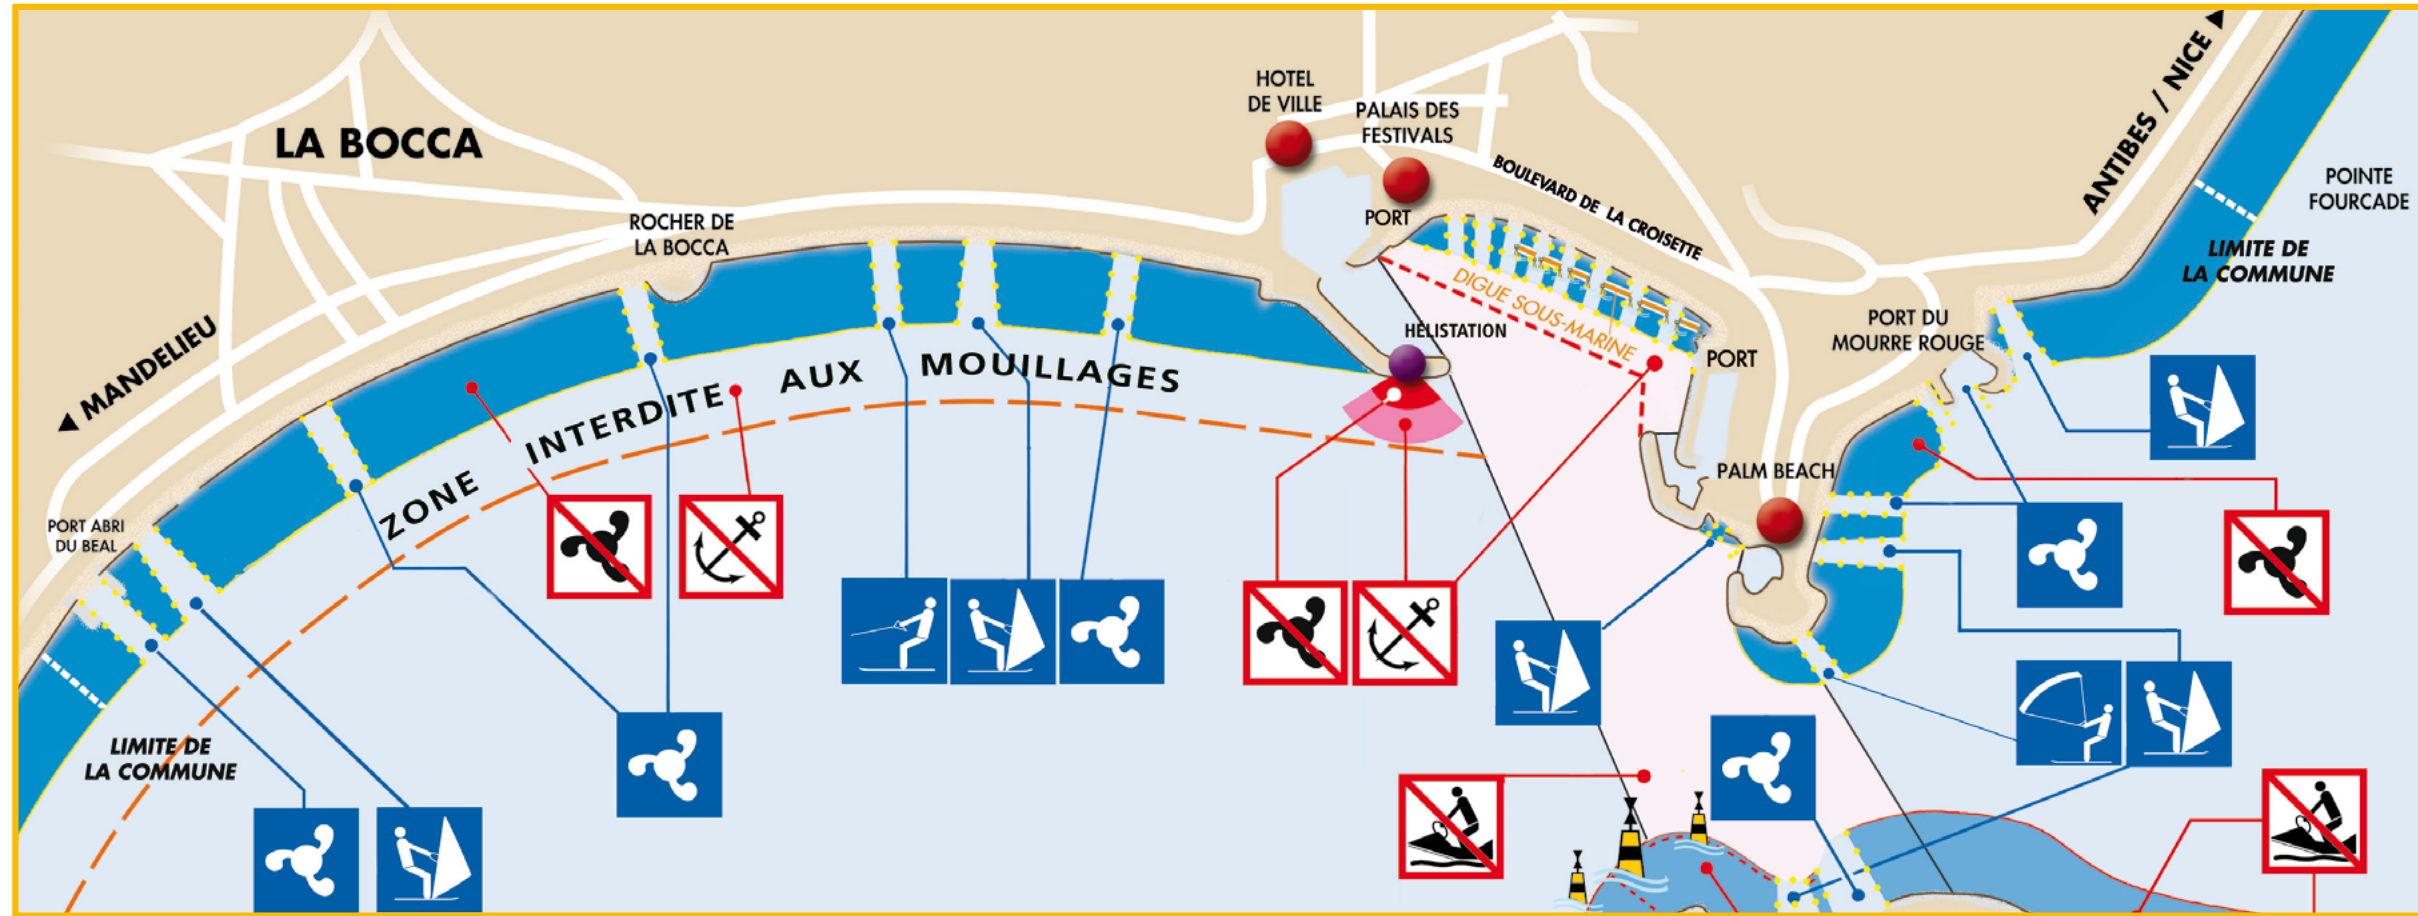 HOTEL
DE VILLE
PALAIS DES
FESTIVALS
LA BOCCA
ANTIBES / NICE
BOULEVARD DE LA CROISETTE
POINTE
FOURCADE
ROCHER DE
LA BOCCA
PORT
LIMITE DE
LA COMMUNE
DIGUE SOUS-MARINE
HÉLISTATION
PORT DU
MOURRE ROUGE
PORT
MANDELIEU
ZONE INTERDITE AUX MOUILLAGES
PALM BEACH
PORT ABRI
DU BEAL
LIMITE DE
LA COMMUNE